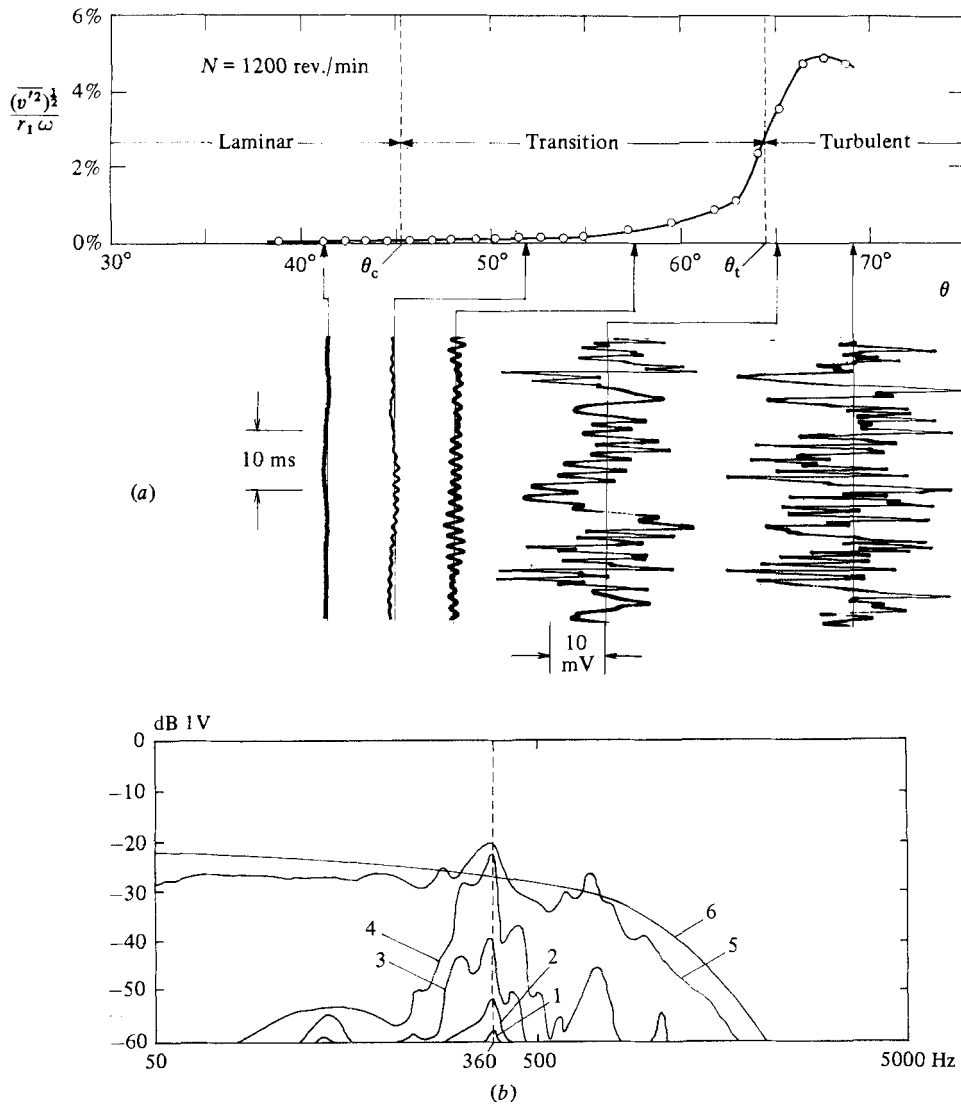 6%
N = 1200 rev./min
4%
(v'²)^½ / r₁ ω
Laminar
Transition
Turbulent
2%
0%
30°
40°
θc
50°
60°
θt
70°
θ
10 ms
(a)
10
mV
dB 1V
0
−10
−20
−30
−40
−50
−60
4
3
2
1
6
5
50
360
500
5000 Hz
(b)